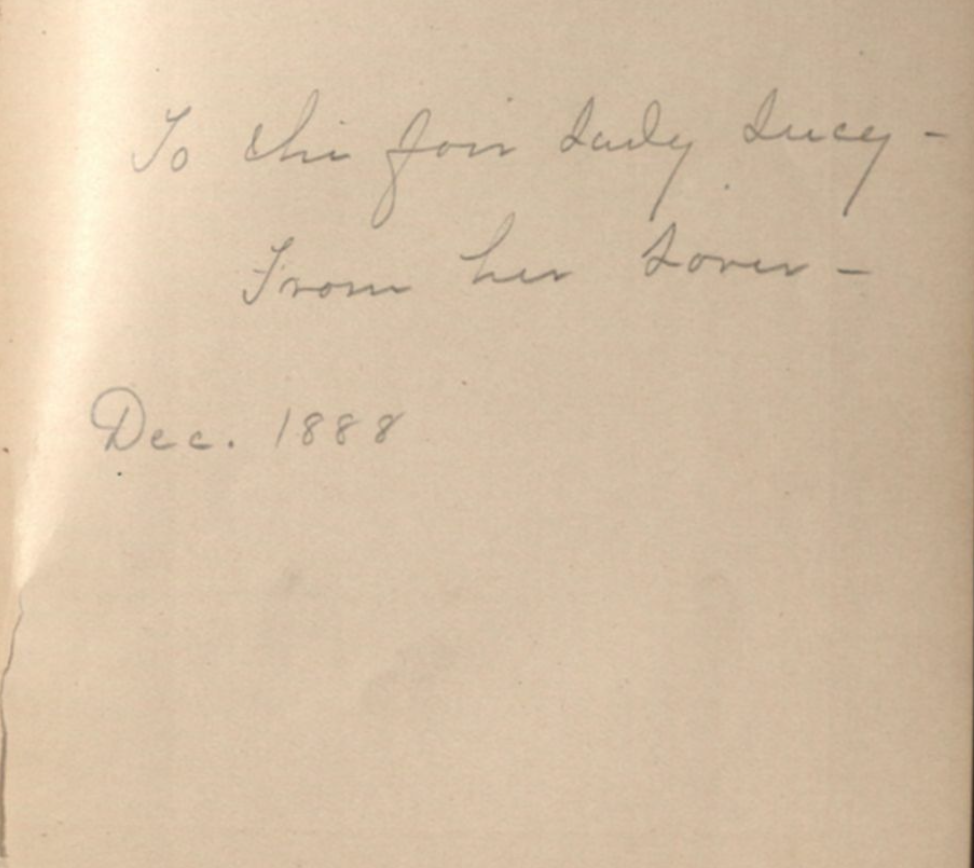 To the fair Lady Lucy -
From her Lover -
Dec. 1888